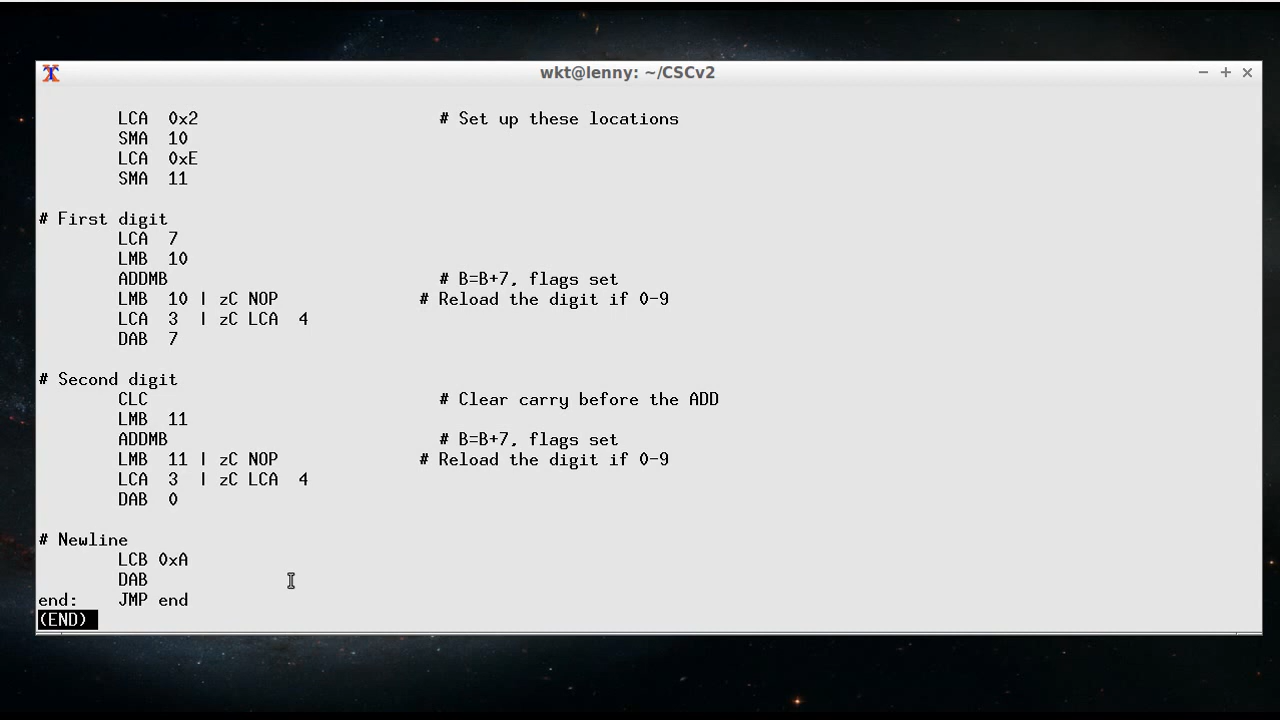 wkt@lenny: ~/CSCv2
LCA 0x2 # Set up these locations
SMA 10
LCA 0xE
SMA 11
# First digit
LCA 7
LMB 10
ADDMB # B=B+7, flags set
LMB 10 | zC NOP # Reload the digit if 0-9
LCA 3 | zC LCA 4
DAB 7
# Second digit
CLC # Clear carry before the ADD
LMB 11
ADDMB # B=B+7, flags set
LMB 11 | zC NOP # Reload the digit if 0-9
LCA 3 | zC LCA 4
DAB 0
# Newline
LCB 0xA
DAB
end: JMP end
(END)